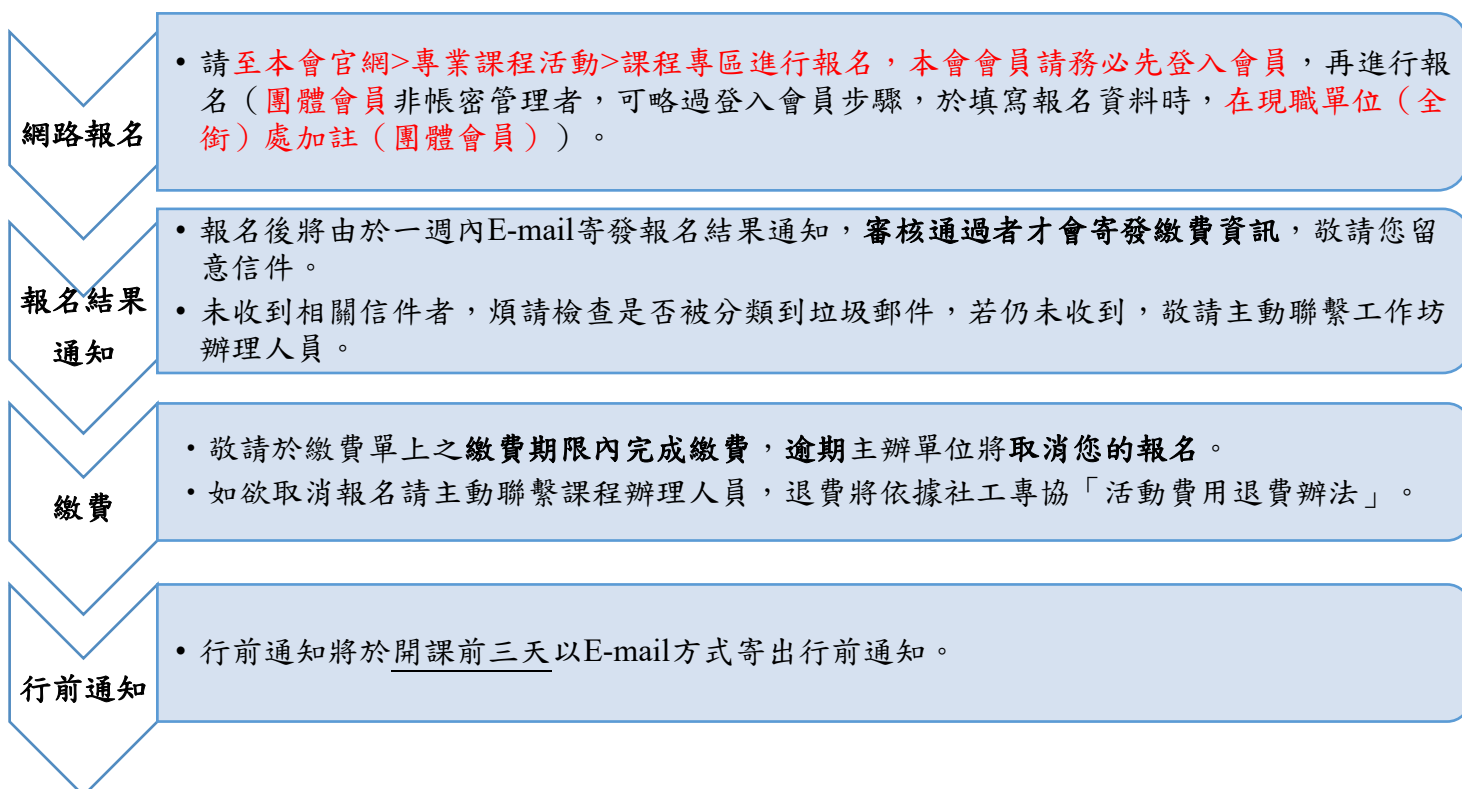 網路報名
• 請至本會官網>專業課程活動>課程專區進行報名，本會會員請務必先登入會員，再進行報
名（團體會員非帳密管理者，可略過登入會員步驟，於填寫報名資料時，在現職單位（全
銜）處加註（團體會員））。
報名結果
通知
• 報名後將由於一週內E-mail寄發報名結果通知，審核通過者才會寄發繳費資訊，敬請您留
意信件。
• 未收到相關信件者，煩請檢查是否被分類到垃圾郵件，若仍未收到，敬請主動聯繫工作坊
辦理人員。
繳費
• 敬請於繳費單上之繳費期限內完成繳費，逾期主辦單位將取消您的報名。
• 如欲取消報名請主動聯繫課程辦理人員，退費將依據社工專協「活動費用退費辦法」。
行前通知
• 行前通知將於開課前三天以E-mail方式寄出行前通知。